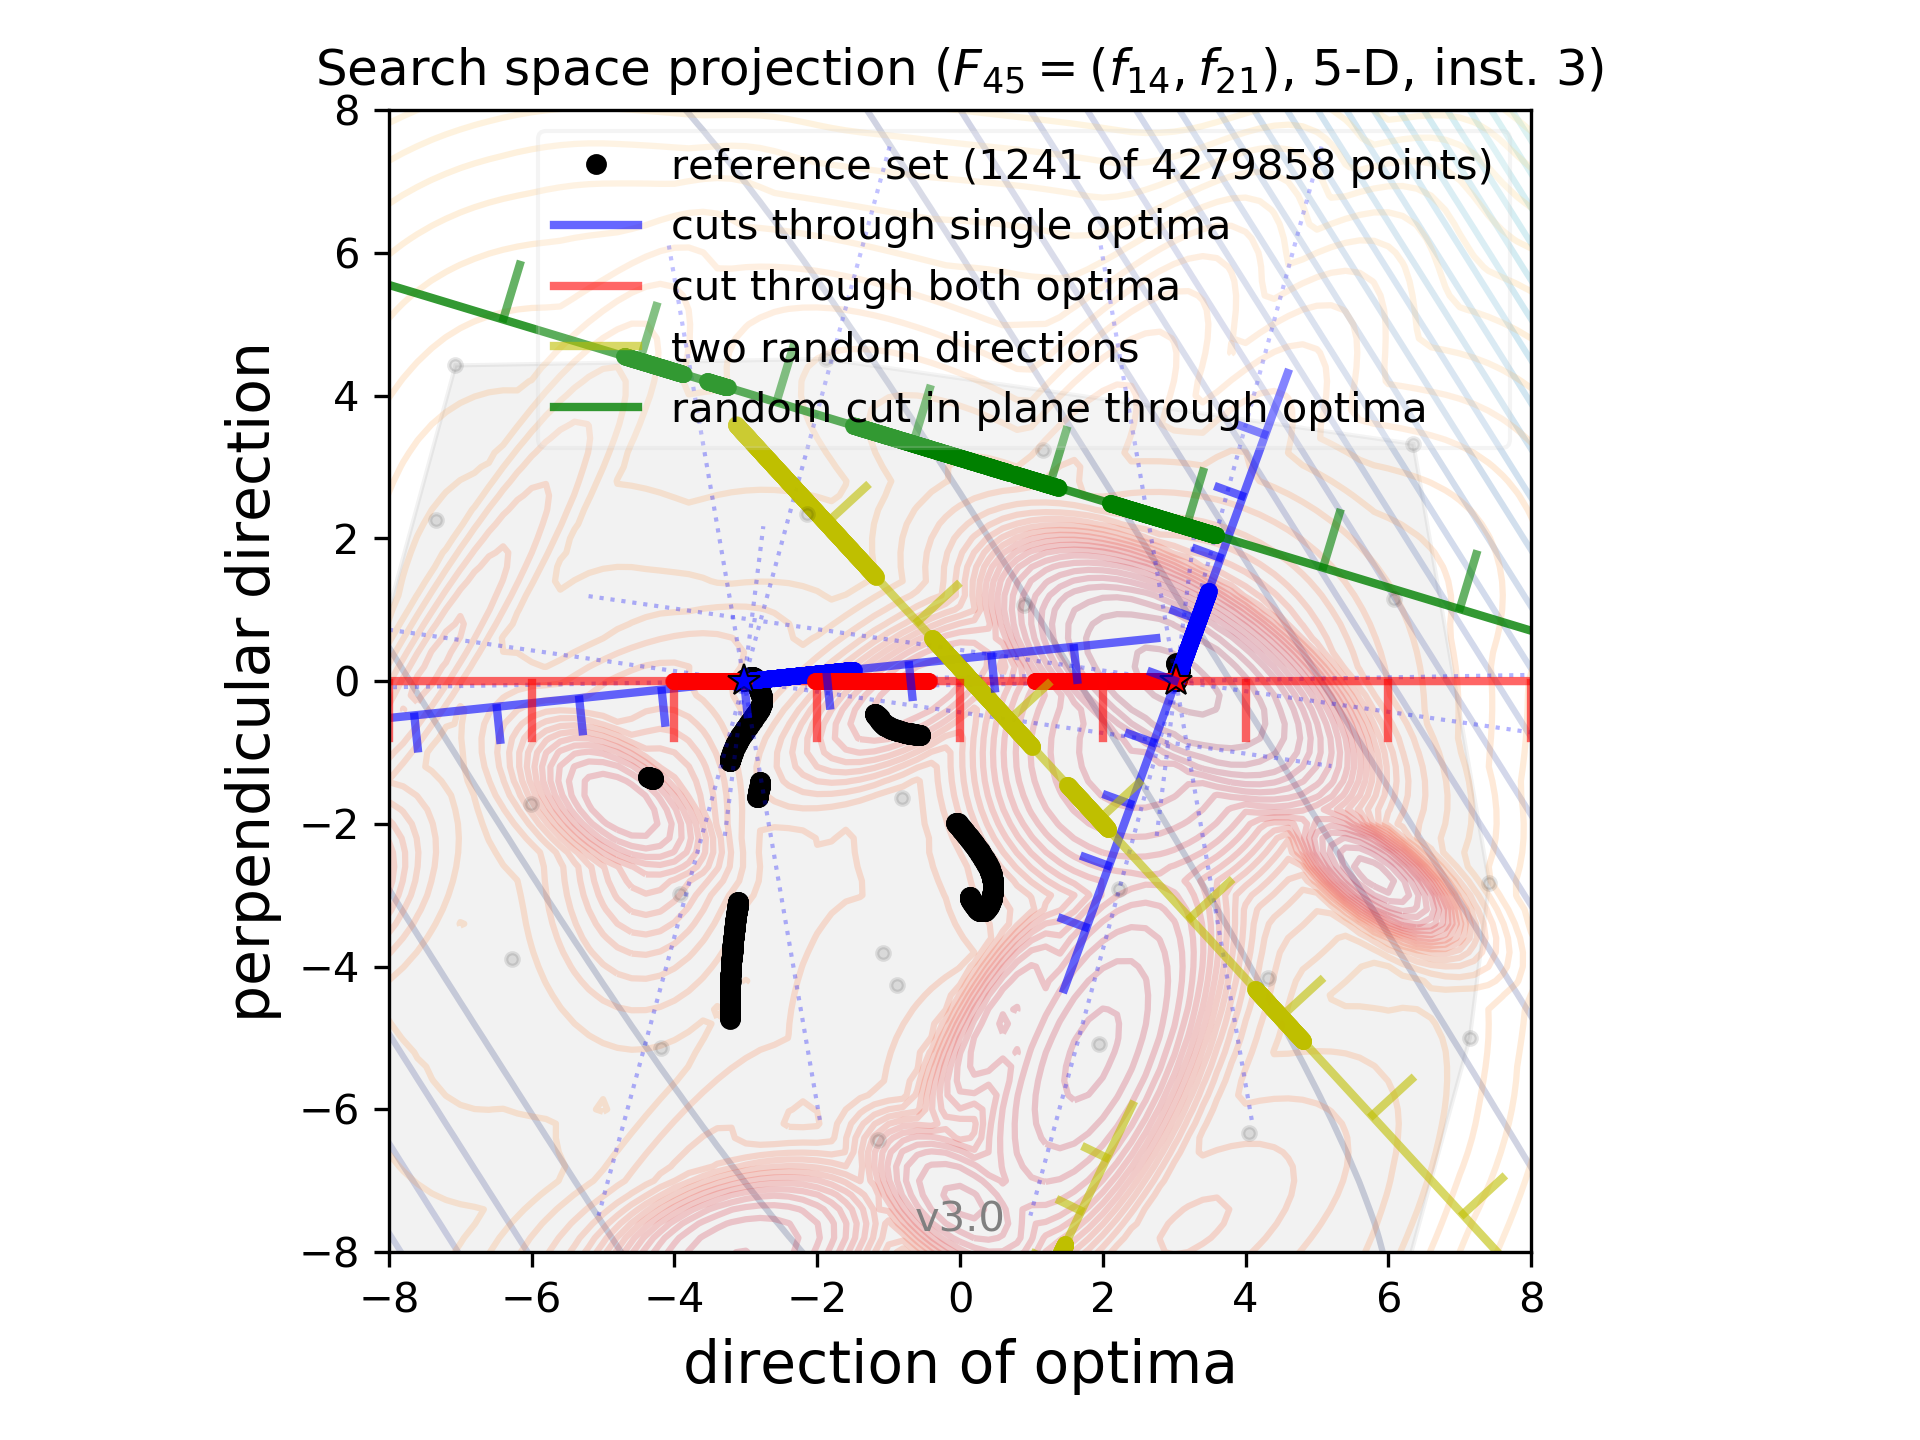 Search space projection (F45 = (f14, f21), 5-D, inst. 3)
reference set (1241 of 4279858 points)
cuts through single optima
cut through both optima
two random directions
random cut in plane through optima
8
6
4
2
0
−2
−4
−6
−8
perpendicular direction
v3.0
−8 −6 −4 −2 0 2 4 6 8
direction of optima